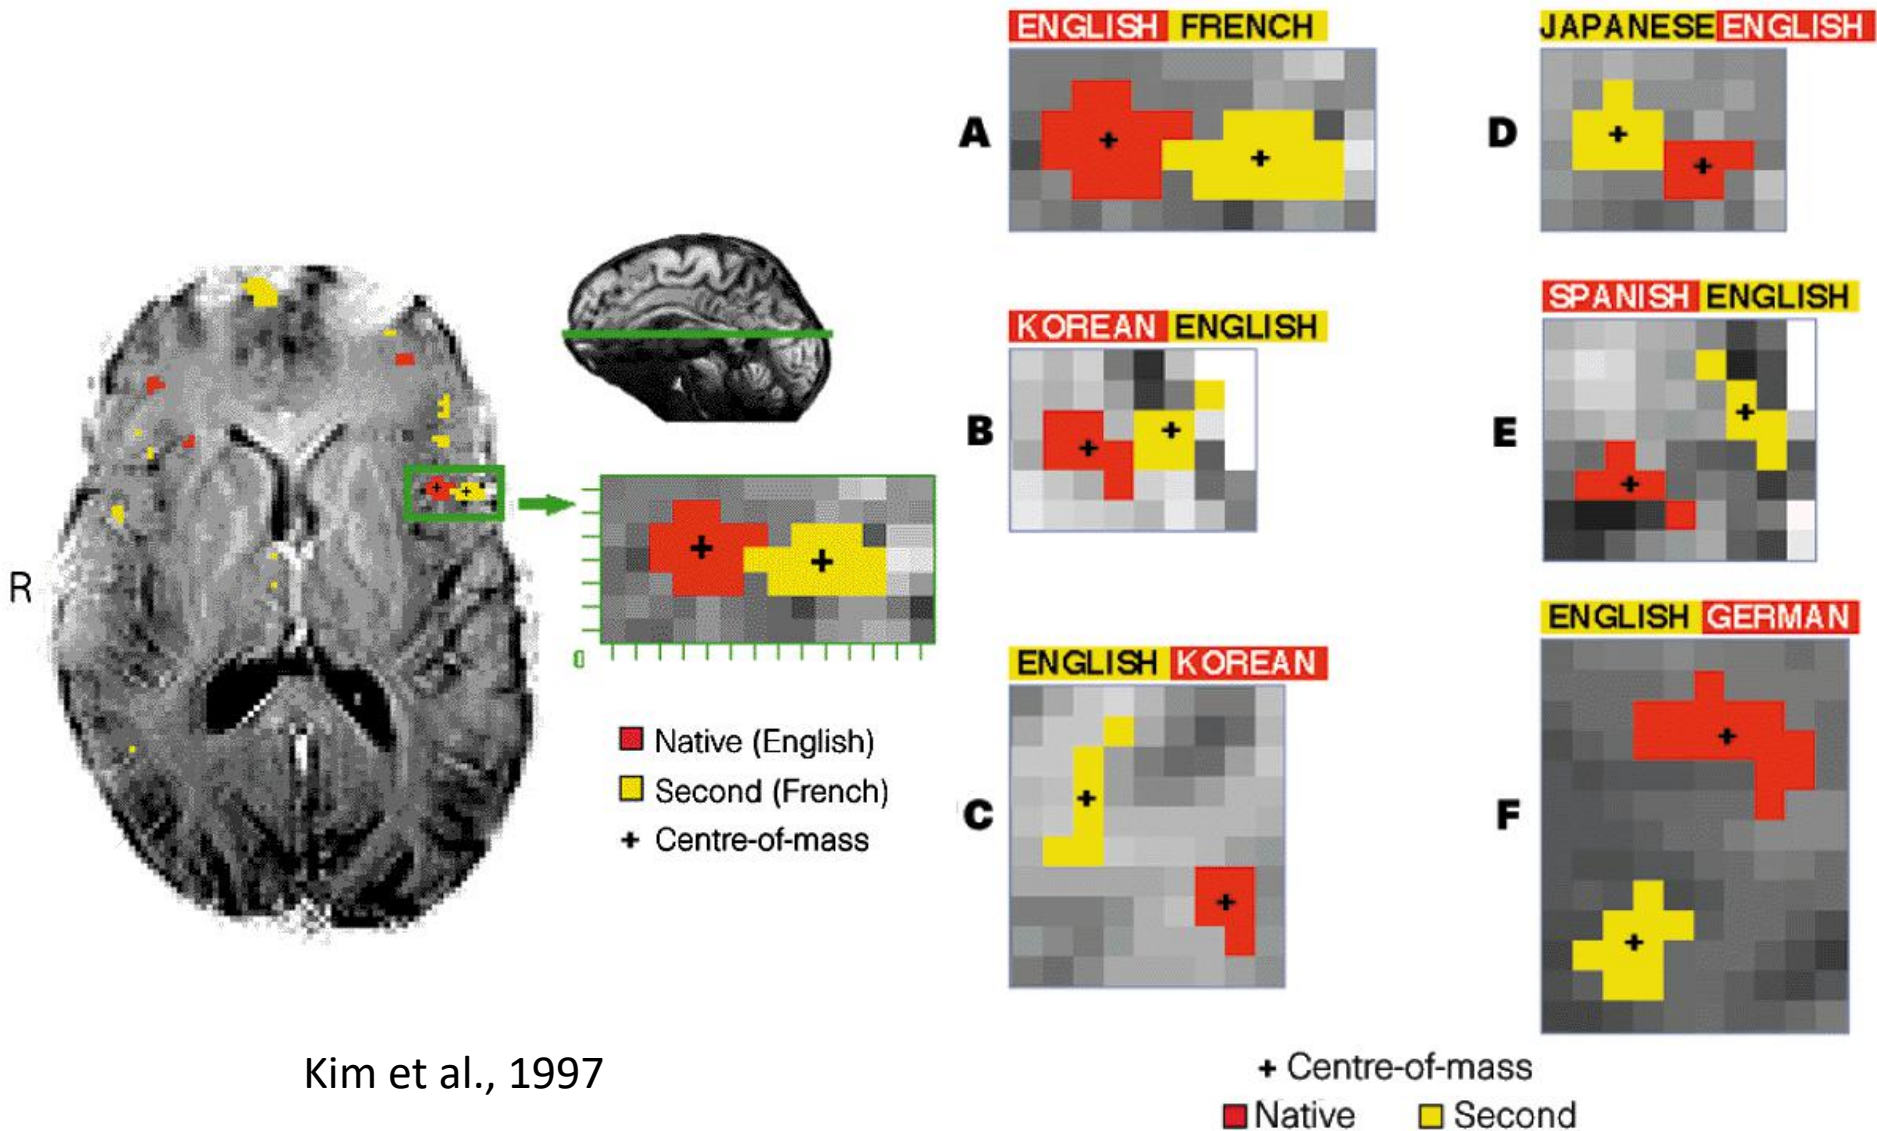 R
0
Native (English)
Second (French)
+ Centre-of-mass
Kim et al., 1997
ENGLISH FRENCH
A
KOREAN ENGLISH
B
ENGLISH KOREAN
C
JAPANESE ENGLISH
D
SPANISH ENGLISH
E
ENGLISH GERMAN
F
+ Centre-of-mass
Native Second